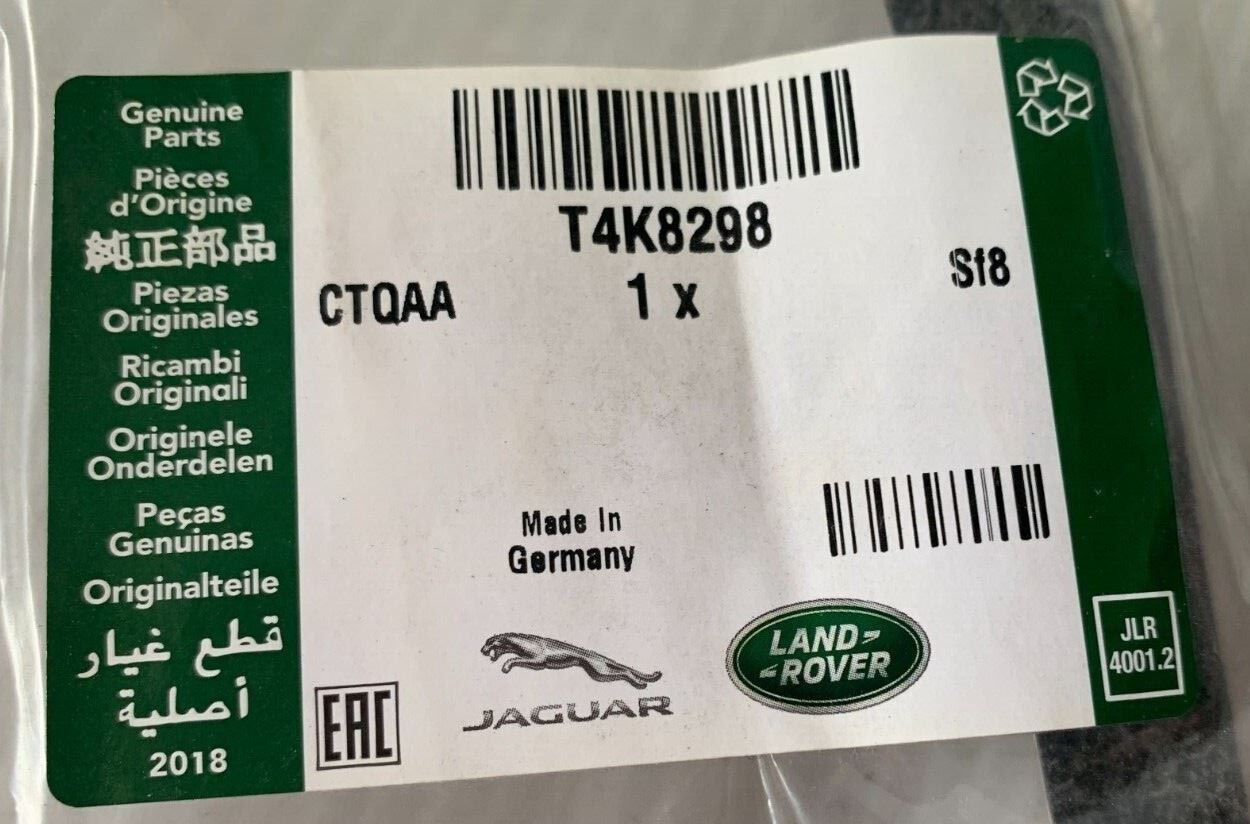 Genuine
Parts
Pièces
d'Origine
純正部品
Piezas
Originales
Ricambi
Originali
Originele
Onderdelen
Peças
Genuinas
Originalteile
قطع غيار
أصلية
2018
T4K8298
CTQAA
1 x
Sf8
Made In
Germany
EAC
JAGUAR
LAND-
-ROVER
JLR
4001.2